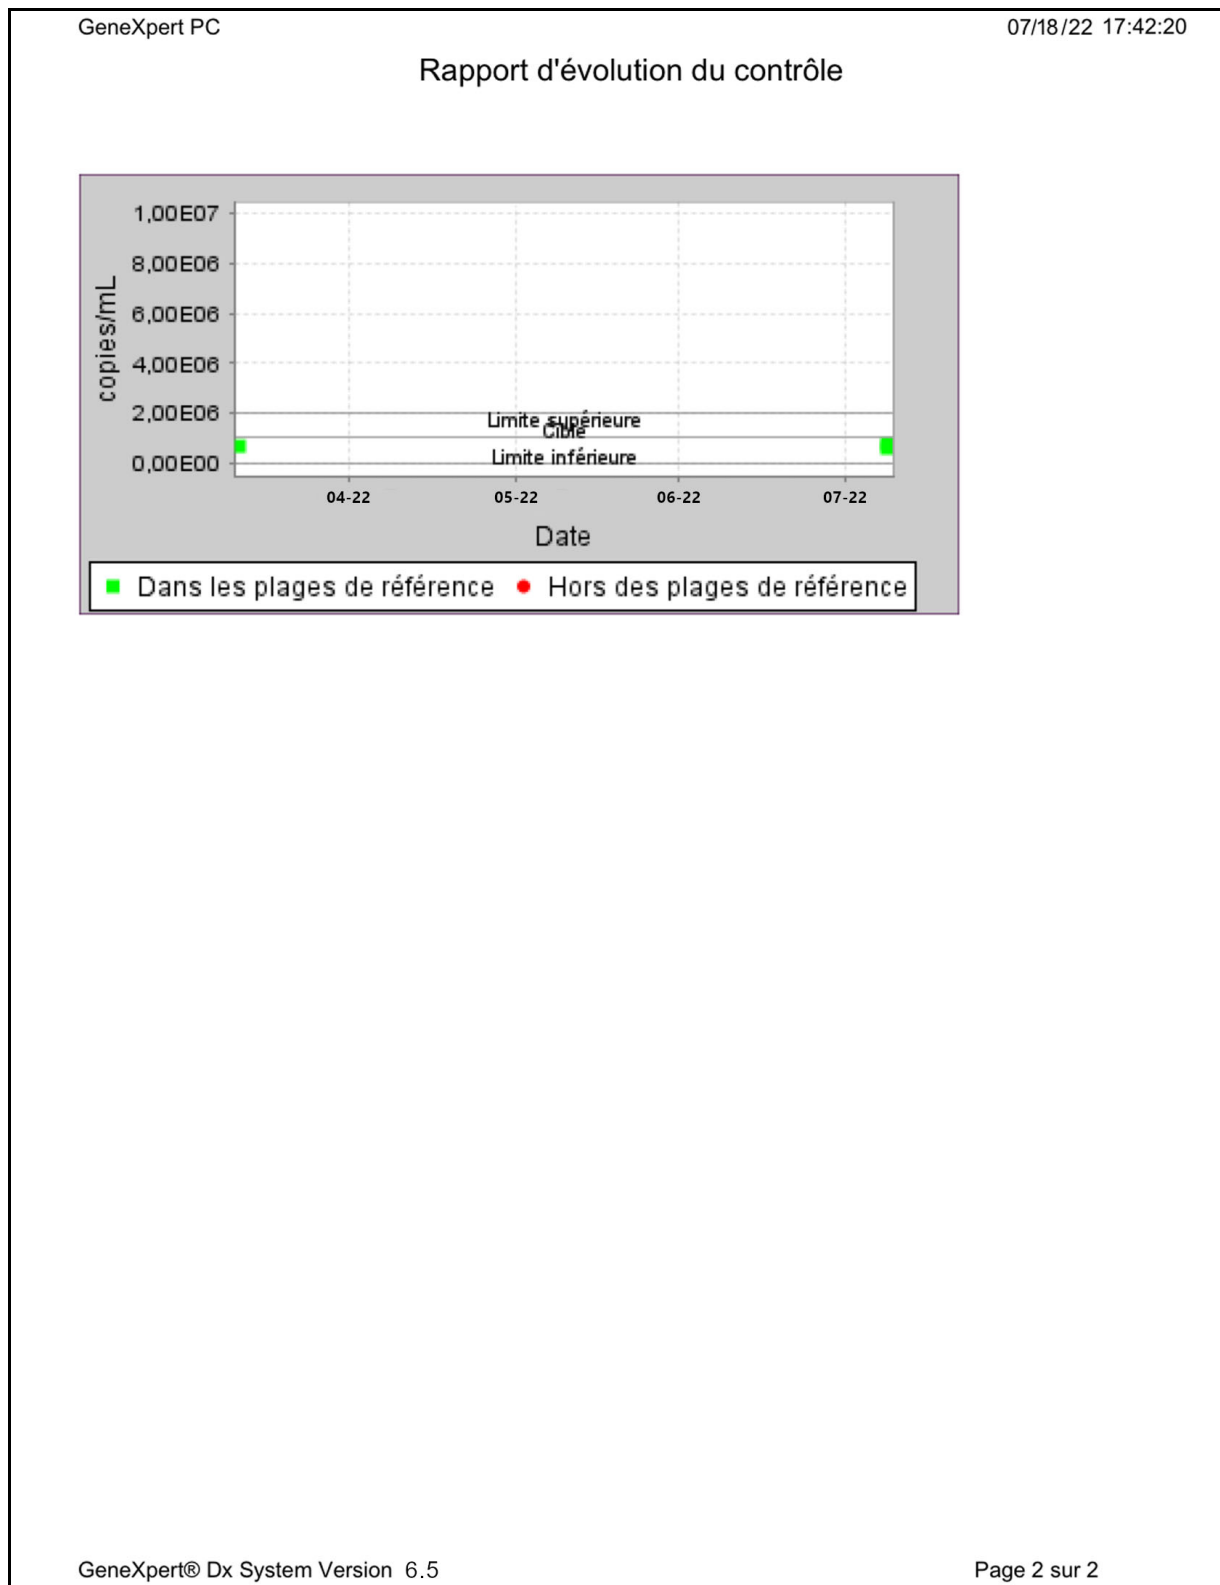 GeneXpert PC 07/18/22 17:42:20
Rapport d'évolution du contrôle
1,00E07
8,00E06
6,00E06
4,00E06
2,00E06
0,00E00
copies/mL
Limite supérieure
Cible
Limite inférieure
04-22 05-22 06-22 07-22
Date
Dans les plages de référence Hors des plages de référence
GeneXpert® Dx System Version 6.5 Page 2 sur 2